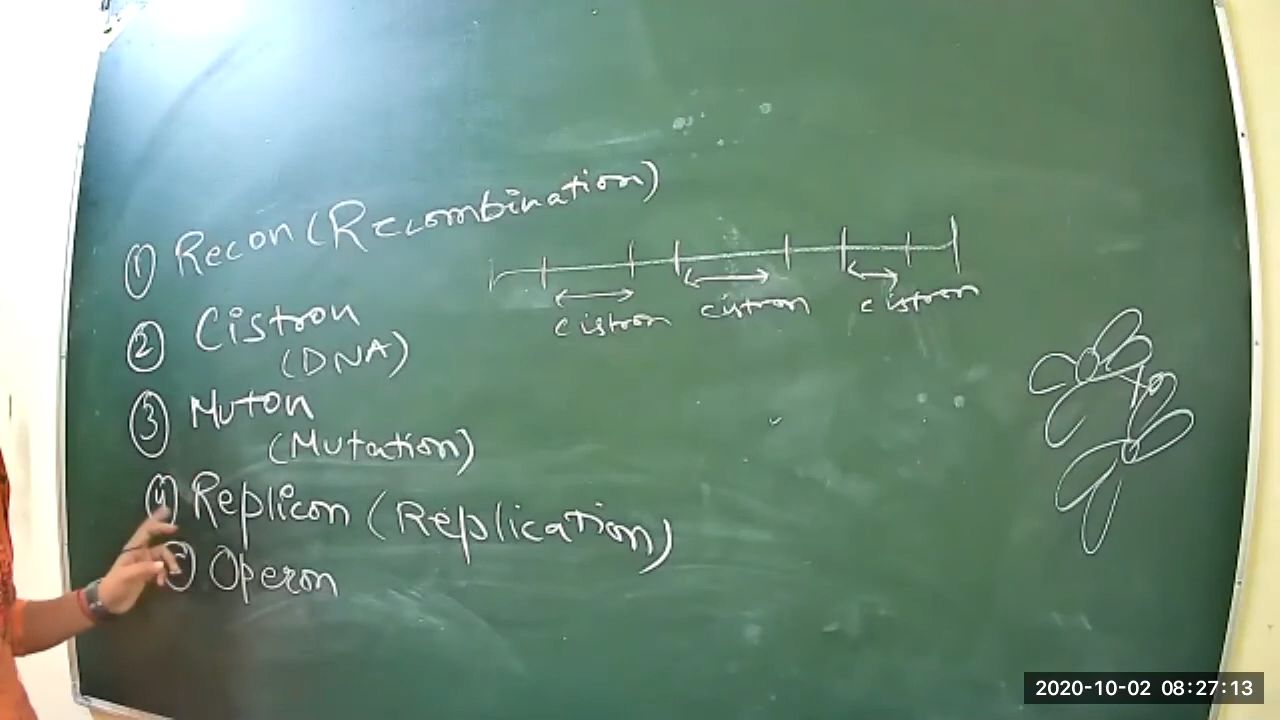 ① Recon (Recombination)
② Cistron
(DNA)
③ Muton
(Mutation)
④ Replicon (Replication)
⑤ Operon
cistron cistron cistron
2020-10-02 08:27:13